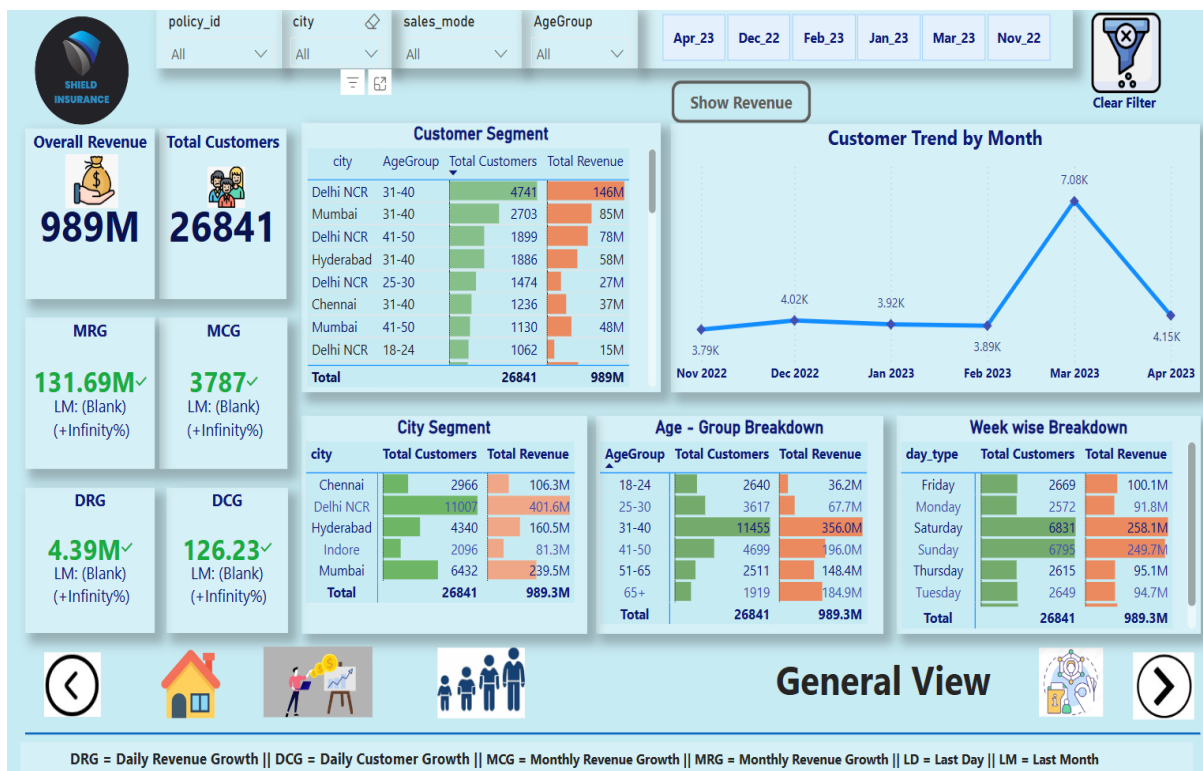 policy_id
All
city
All
sales_mode
All
AgeGroup
All
Apr_23 Dec_22 Feb_23 Jan_23 Mar_23 Nov_22
Clear Filter
SHIELD
INSURANCE
Show Revenue
Overall Revenue
989M
Total Customers
26841
MRG
131.69M
LM: (Blank)
(+Infinity%)
MCG
3787
LM: (Blank)
(+Infinity%)
DRG
4.39M
LM: (Blank)
(+Infinity%)
DCG
126.23
LM: (Blank)
(+Infinity%)
Customer Segment
city AgeGroup Total Customers Total Revenue
Delhi NCR 31-40 4741 146M
Mumbai 31-40 2703 85M
Delhi NCR 41-50 1899 78M
Hyderabad 31-40 1886 58M
Delhi NCR 25-30 1474 27M
Chennai 31-40 1236 37M
Mumbai 41-50 1130 48M
Delhi NCR 18-24 1062 15M
Total 26841 989M
Customer Trend by Month
3.79K
4.02K
3.92K
3.89K
7.08K
4.15K
Nov 2022 Dec 2022 Jan 2023 Feb 2023 Mar 2023 Apr 2023
City Segment
city Total Customers Total Revenue
Chennai 2966 106.3M
Delhi NCR 11007 401.6M
Hyderabad 4340 160.5M
Indore 2096 81.3M
Mumbai 6432 239.5M
Total 26841 989.3M
Age - Group Breakdown
AgeGroup Total Customers Total Revenue
18-24 2640 36.2M
25-30 3617 67.7M
31-40 11455 356.0M
41-50 4699 196.0M
51-65 2511 148.4M
65+ 1919 184.9M
Total 26841 989.3M
Week wise Breakdown
day_type Total Customers Total Revenue
Friday 2669 100.1M
Monday 2572 91.8M
Saturday 6831 258.1M
Sunday 6795 249.7M
Thursday 2615 95.1M
Tuesday 2649 94.7M
Total 26841 989.3M
General View
DRG = Daily Revenue Growth || DCG = Daily Customer Growth || MCG = Monthly Revenue Growth || MRG = Monthly Revenue Growth || LD = Last Day || LM = Last Month